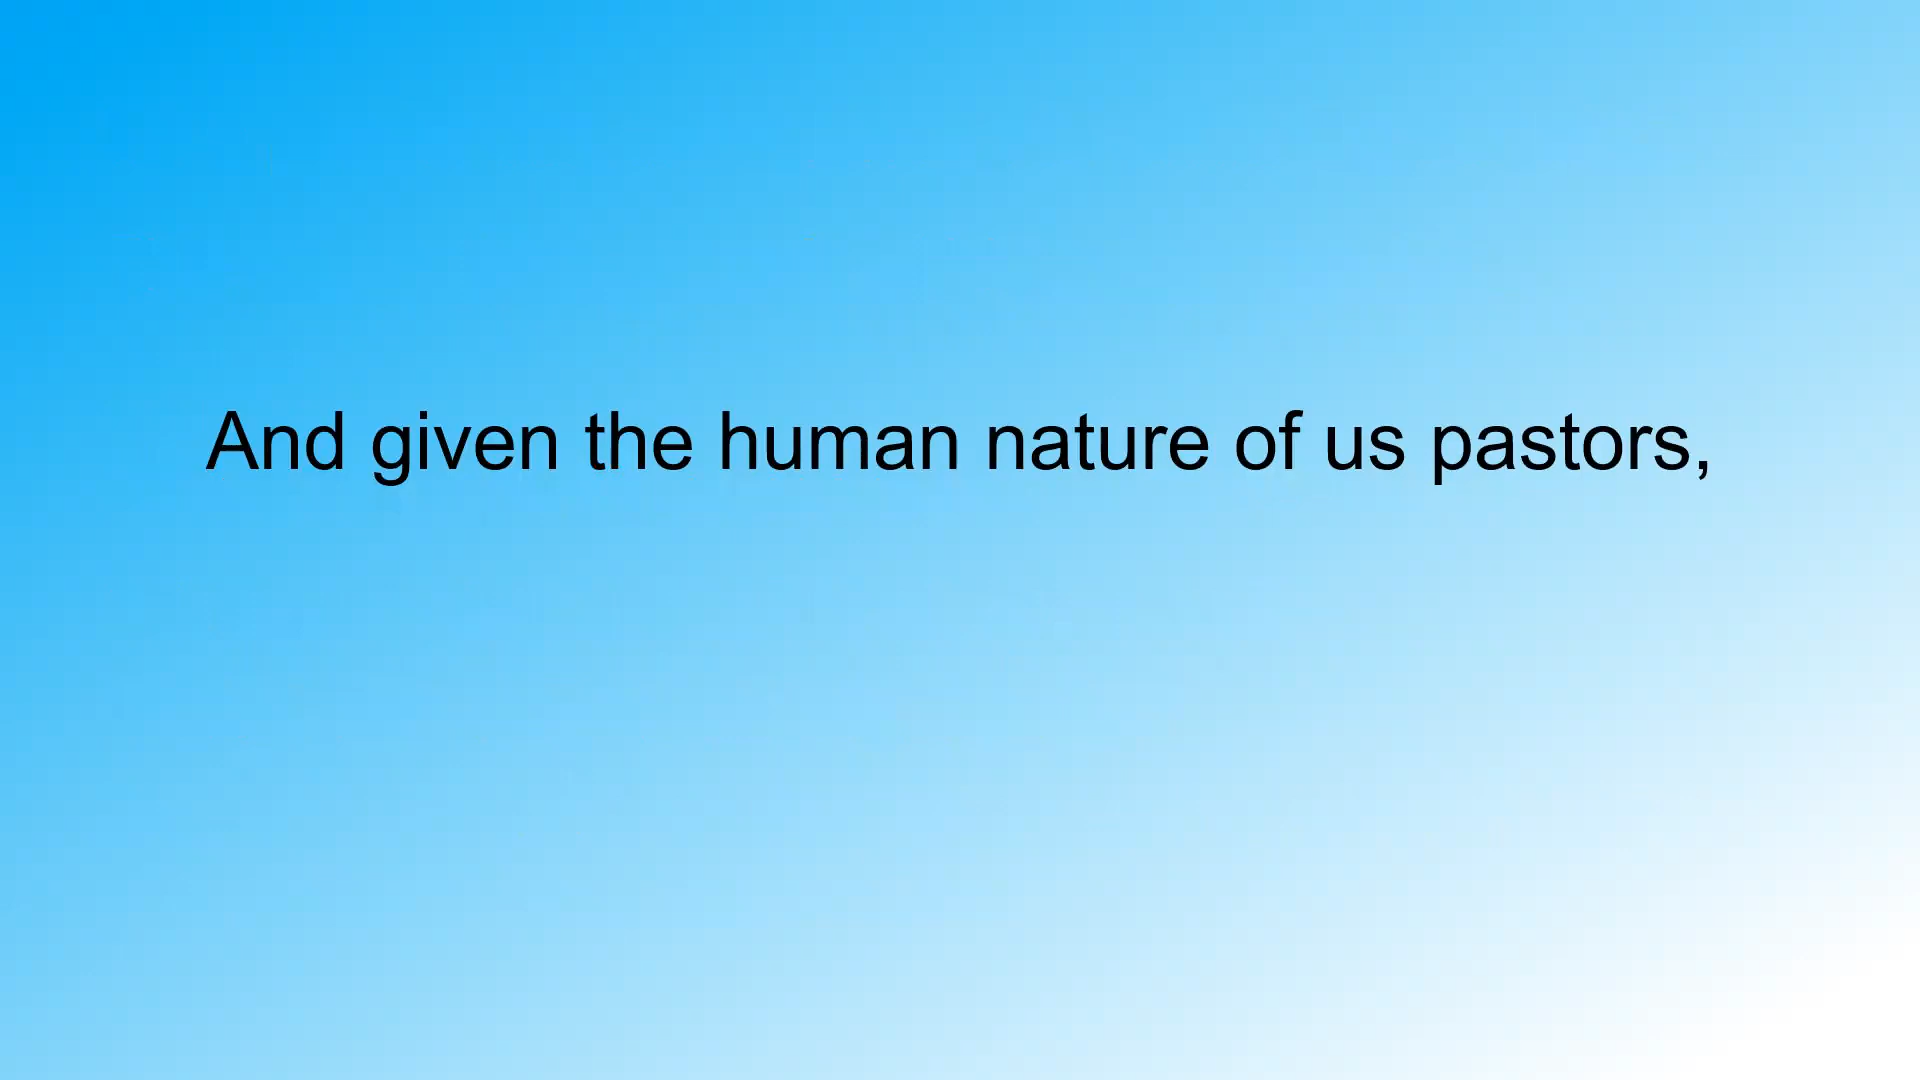 And given the human nature of us pastors,